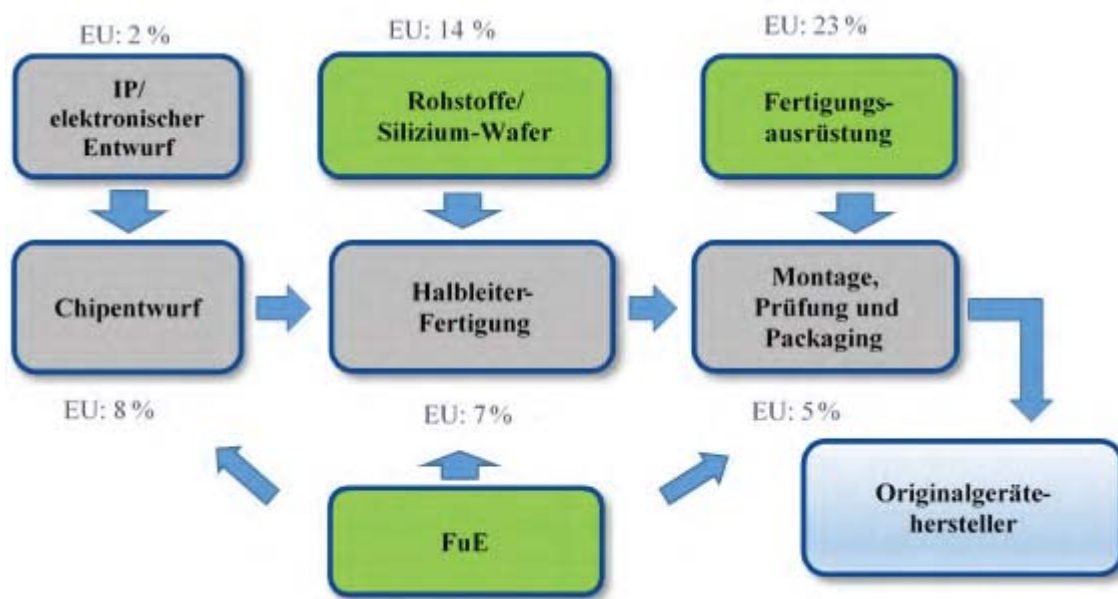 EU: 2 %
EU: 14 %
EU: 23 %
IP/
elektronischer
Entwurf
Rohstoffe/
Silizium-Wafer
Fertigungs-
ausrüstung
Chipentwurf
Halbleiter-
Fertigung
Montage,
Prüfung und
Packaging
EU: 8 %
EU: 7 %
EU: 5 %
FuE
Originalgeräte-
hersteller